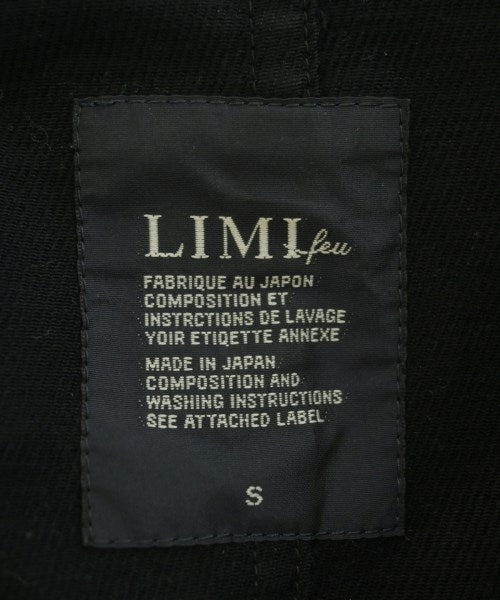 LIMI feu
FABRIQUE AU JAPON
COMPOSITION ET
INSTRCTIONS DE LAVAGE
YOIR ETIQETTE ANNEXE
MADE IN JAPAN
COMPOSITION AND
WASHING INSTRUCTIONS
SEE ATTACHED LABEL
S